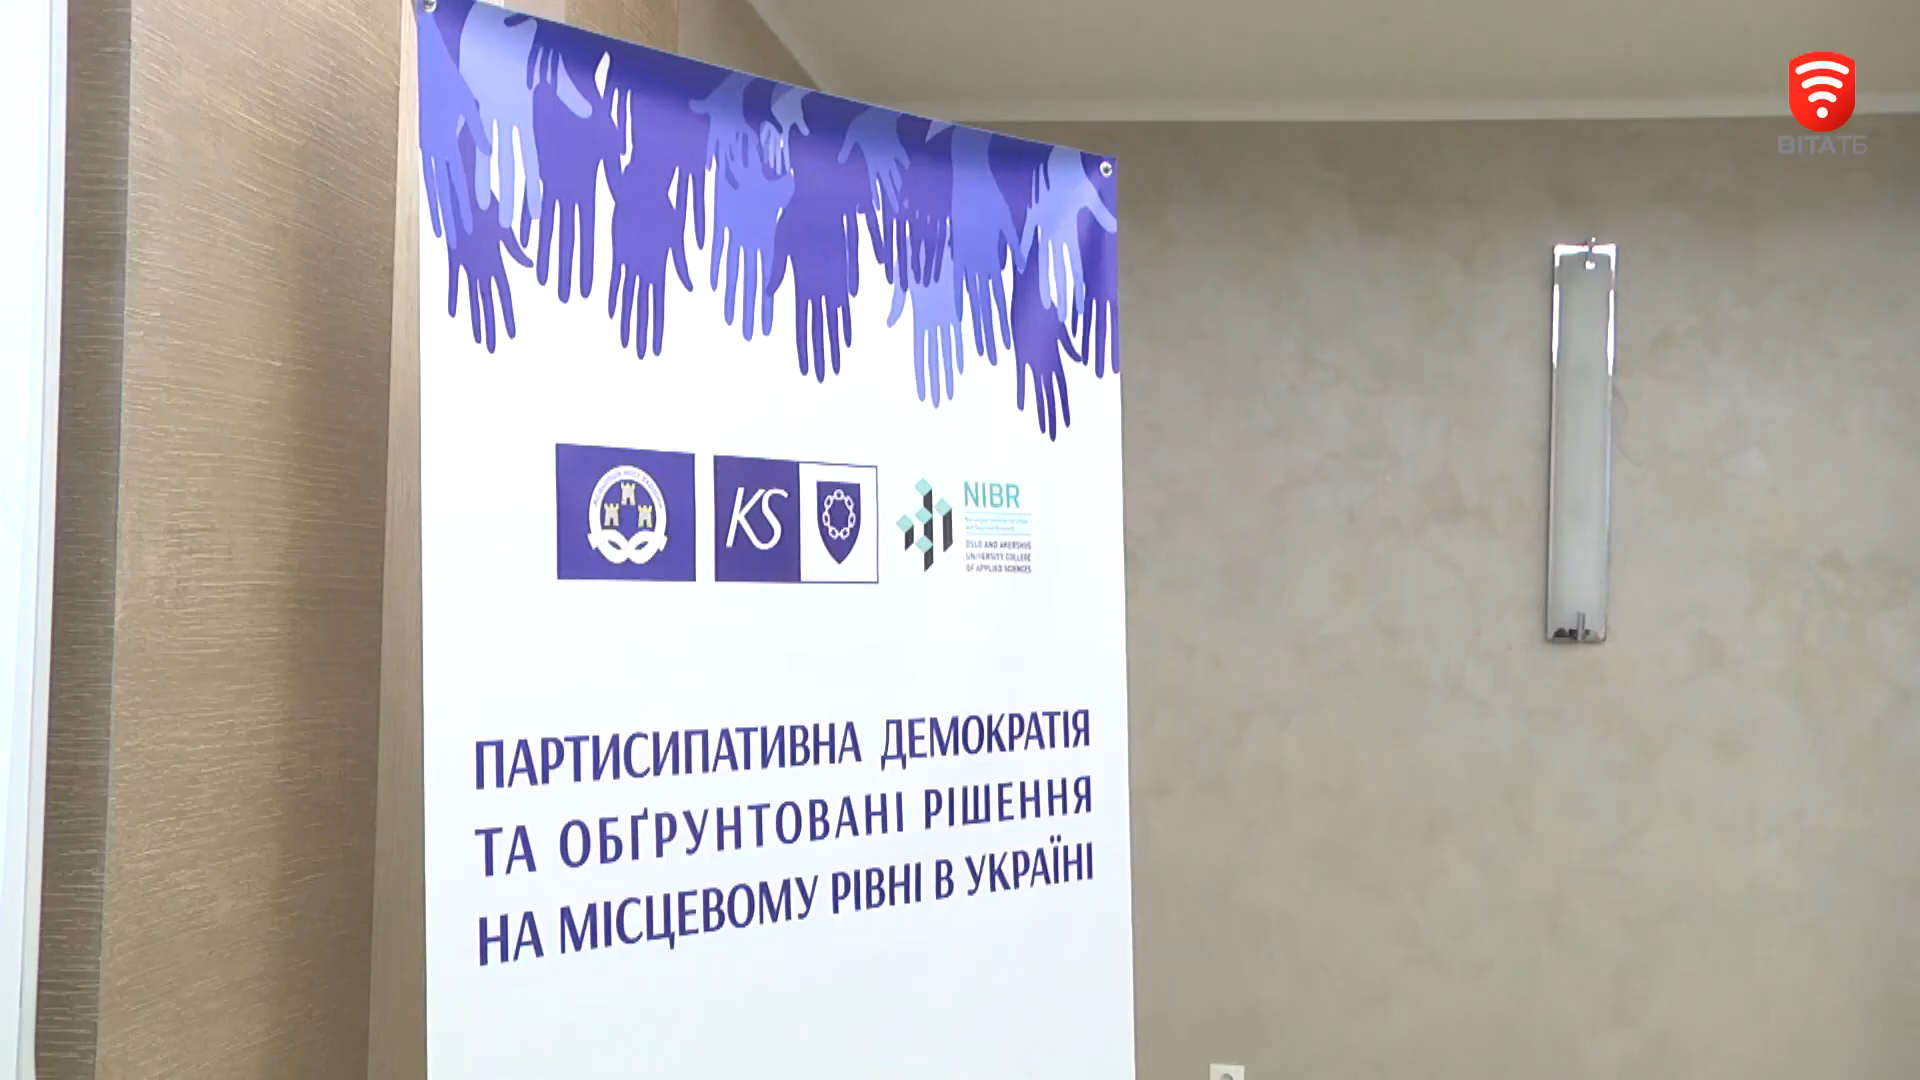 ВІТАТБ
KS
NIBR
OSLO AND AKERSHUS
UNIVERSITY COLLEGE
OF APPLIED SCIENCES
ПАРТИСИПАТИВНА ДЕМОКРАТІЯ
ТА ОБҐРУНТОВАНІ РІШЕННЯ
НА МІСЦЕВОМУ РІВНІ В УКРАЇНІ